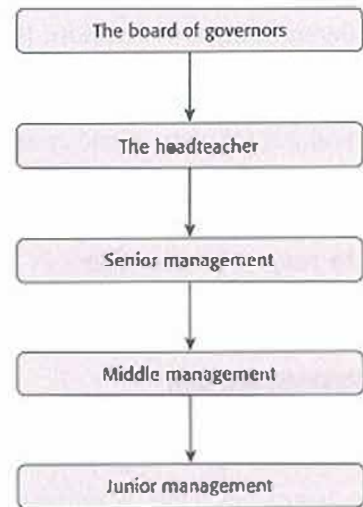 The board of governors
The headteacher
Senior management
Middle management
Junior management